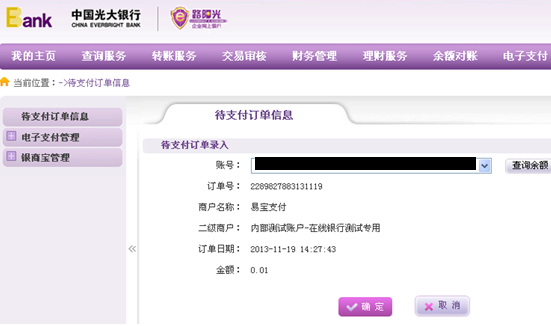 Bank 中国光大银行 CHINA EVERBRIGHT BANK 阳光 企业网上银行
我的主页 查询服务 转账服务 交易审核 财务管理 理财服务 余额对账 电子支付
当前位置：->待支付订单信息
待支付订单信息
电子支付管理
银商宝管理
待支付订单信息
待支付订单录入
账号： 查询余额
订单号： 2289827883131119
商户名称： 易宝支付
二级商户： 内部测试账户-在线银行测试专用
订单日期： 2013-11-19 14:27:43
金额： 0.01
确 定 取 消